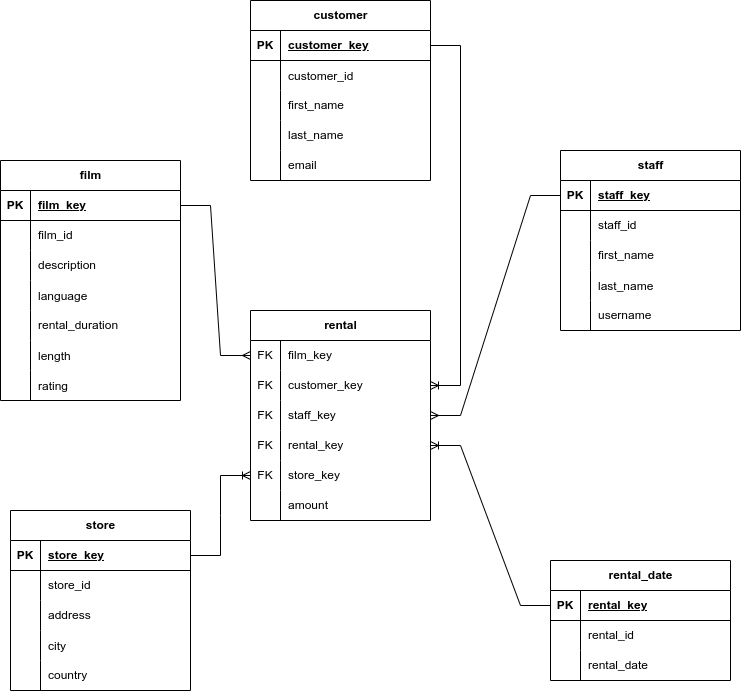 customer
PK customer_key
customer_id
first_name
last_name
email
film
PK film_key
film_id
description
language
rental_duration
length
rating
staff
PK staff_key
staff_id
first_name
last_name
username
rental
FK film_key
FK customer_key
FK staff_key
FK rental_key
FK store_key
amount
store
PK store_key
store_id
address
city
country
rental_date
PK rental_key
rental_id
rental_date